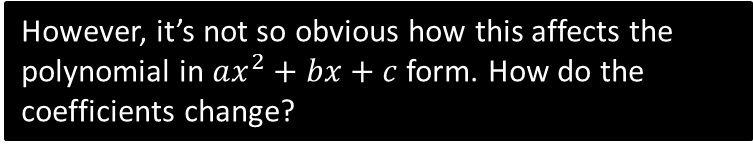 However, it’s not so obvious how this affects the
polynomial in 𝑎𝑥² + 𝑏𝑥 + 𝑐 form. How do the
coefficients change?